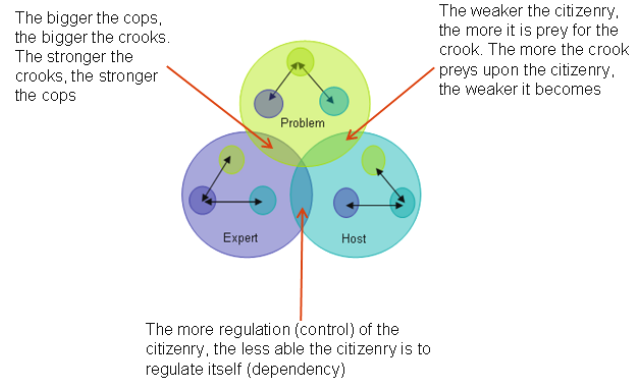 The bigger the cops,
the bigger the crooks.
The stronger the
crooks, the stronger
the cops
The weaker the citizenry,
the more it is prey for the
crook. The more the crook
preys upon the citizenry,
the weaker it becomes
Problem
Expert
Host
The more regulation (control) of the
citizenry, the less able the citizenry is to
regulate itself (dependency)